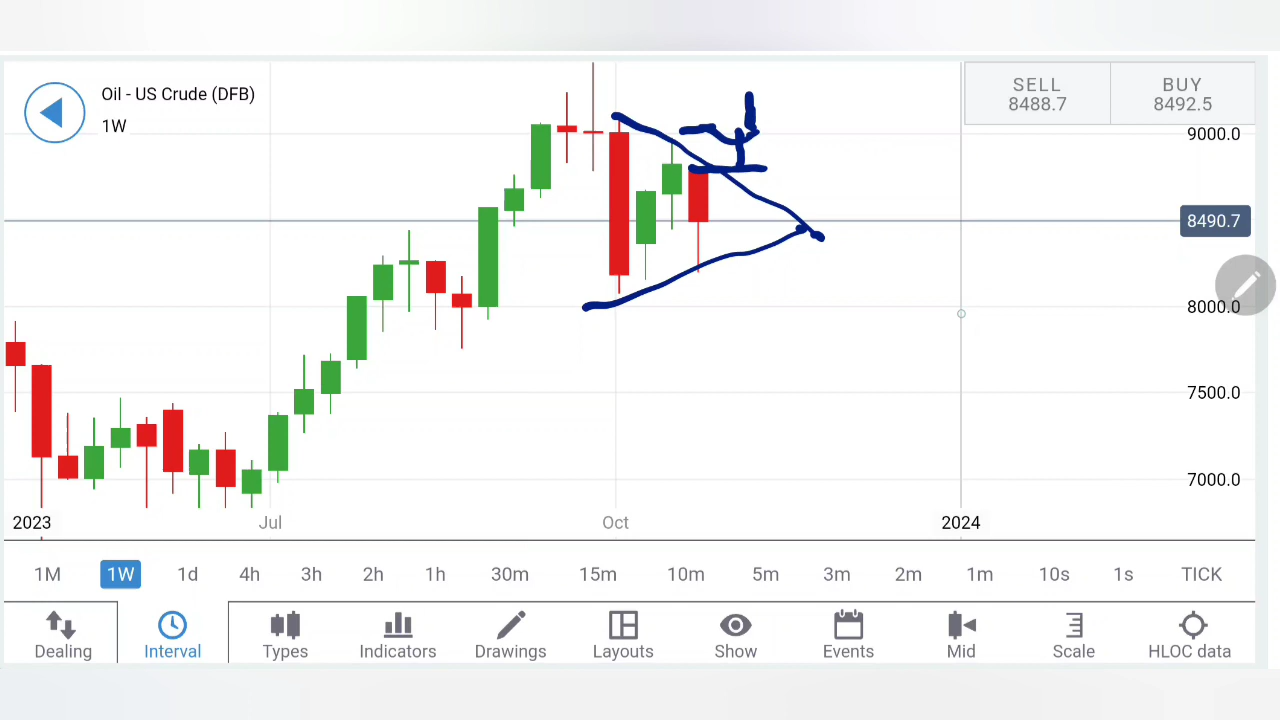 Oil - US Crude (DFB)
1W
SELL
8488.7
BUY
8492.5
9000.0
8490.7
8000.0
7500.0
7000.0
2023
Jul
Oct
2024
1M 1W 1d 4h 3h 2h 1h 30m 15m 10m 5m 3m 2m 1m 10s 1s TICK
Dealing Interval Types Indicators Drawings Layouts Show Events Mid Scale HLOC data